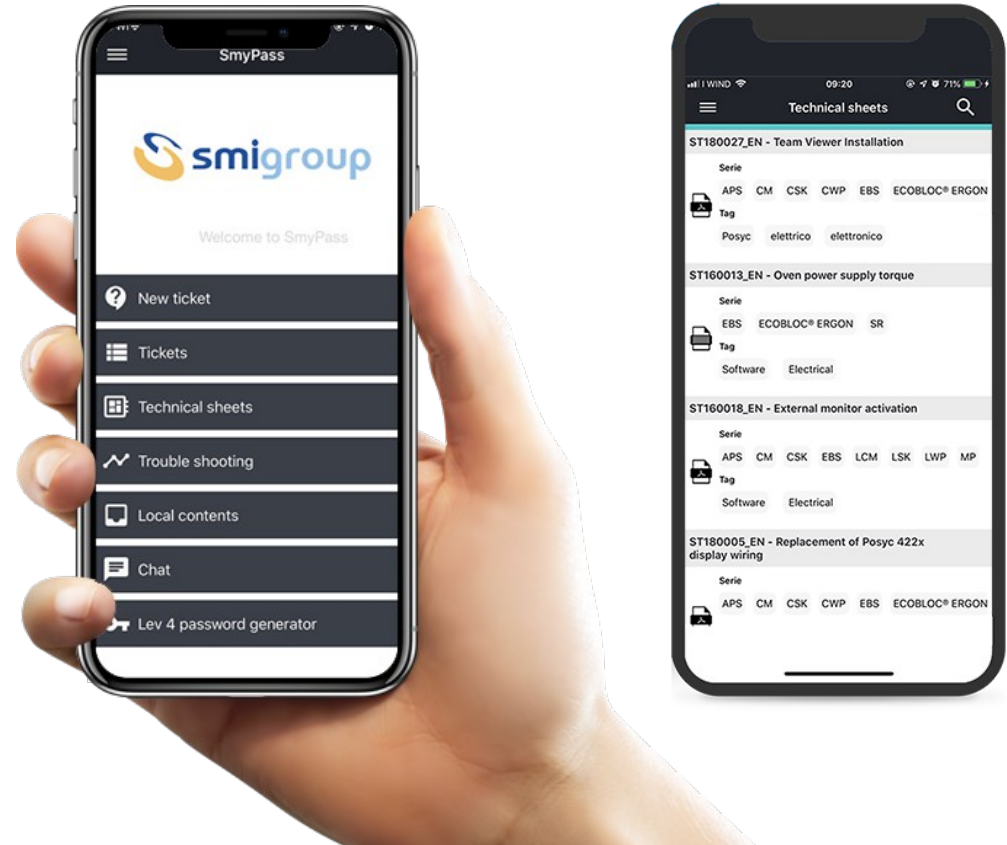 SmyPass
smigroup
Welcome to SmyPass
New ticket
Tickets
Technical sheets
Trouble shooting
Local contents
Chat
Lev 4 password generator
WIND 09:20 71%
Technical sheets
ST180027_EN - Team Viewer Installation
Serie
APS CM CSK CWP EBS ECOBLOC® ERGON
Tag
Posyc elettrico elettronico
ST160013_EN - Oven power supply torque
Serie
EBS ECOBLOC® ERGON SR
Tag
Software Electrical
ST160018_EN - External monitor activation
Serie
APS CM CSK EBS LCM LSK LWP MP
Tag
Software Electrical
ST180005_EN - Replacement of Posyc 422x
display wiring
Serie
APS CM CSK CWP EBS ECOBLOC® ERGON